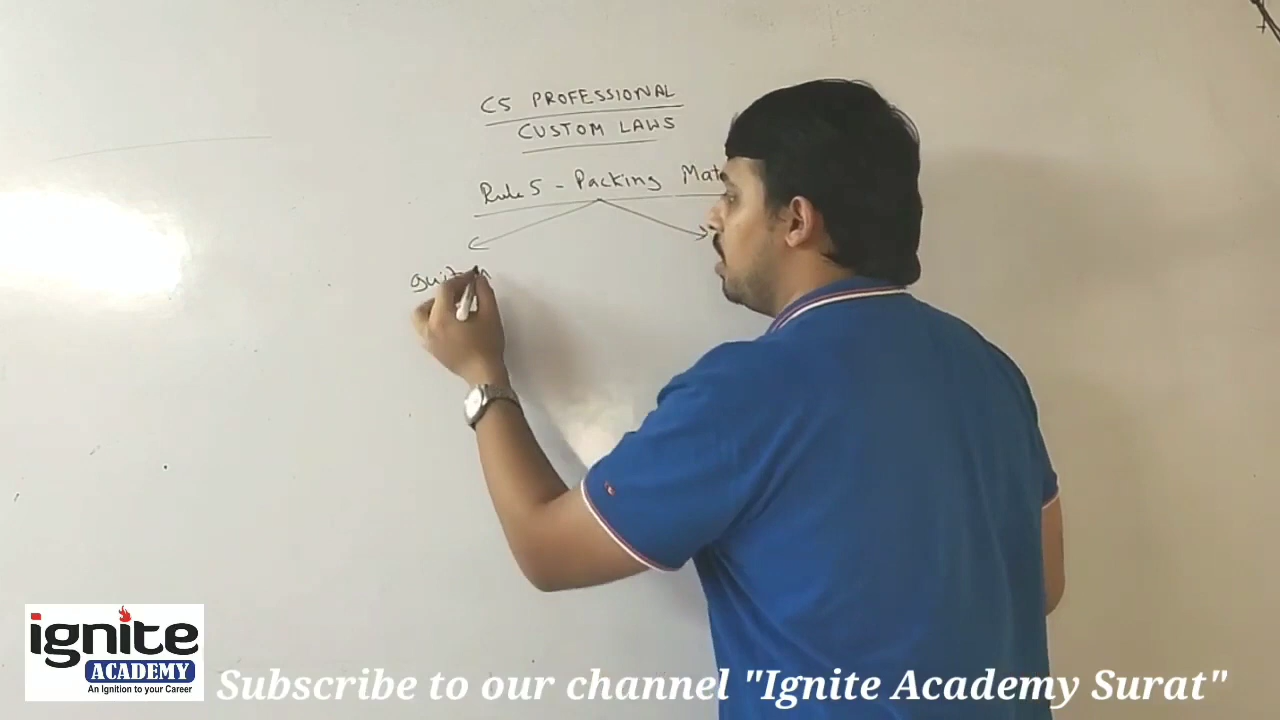 CS PROFESSIONAL
CUSTOM LAWS
Rule 5 - Packing Mat
ignite
ACADEMY
An Ignition to your Career
Subscribe to our channel "Ignite Academy Surat"